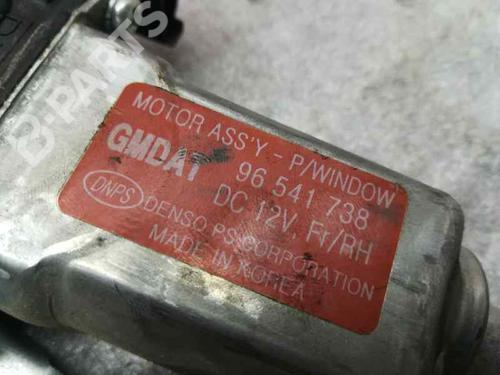 MOTOR ASS'Y - P/WINDOW
GMDAT 96 541 738
DC 12V, Fr/RH
DNPS DENSO PS CORPORATION
MADE IN KOREA
B-PARTS